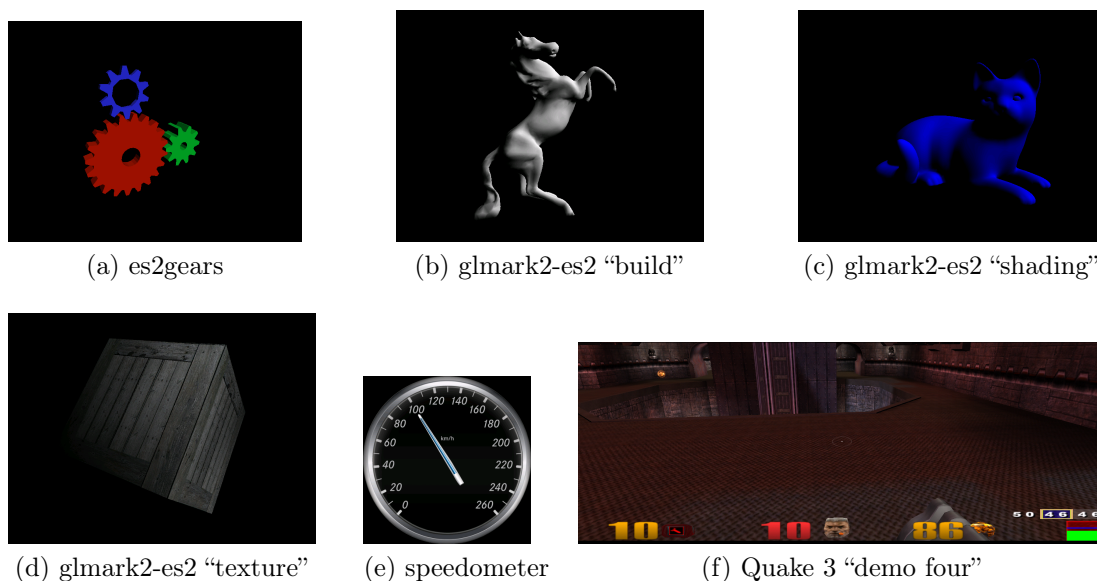 (a) es2gears
(b) glmark2-es2 “build”
(c) glmark2-es2 “shading”
0
20
40
60
80
100
120
140
160
180
200
220
240
260
km/h
10
10
86
50 46 46
(d) glmark2-es2 “texture”
(e) speedometer
(f) Quake 3 “demo four”